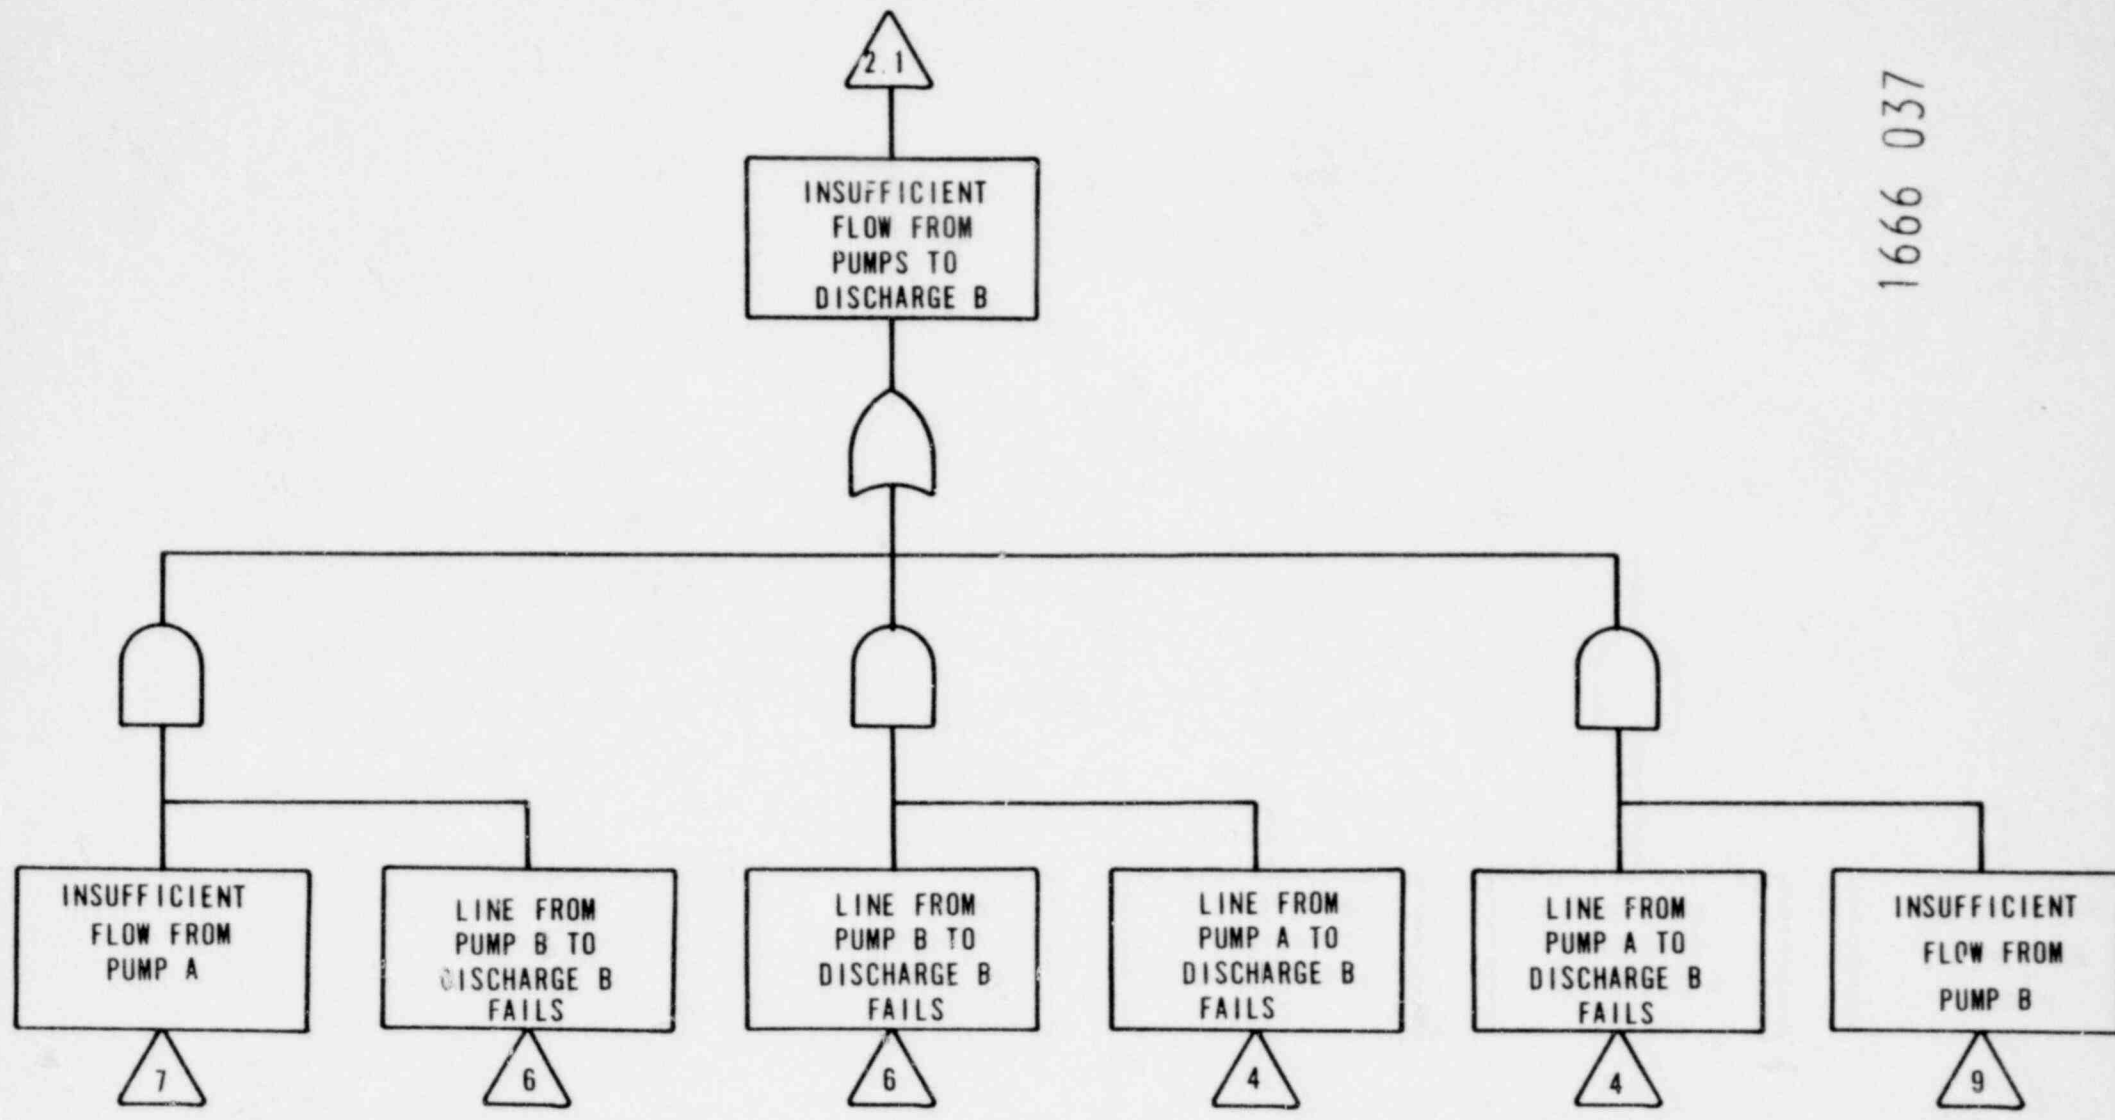 2.1
1666 037
INSUFFICIENT
FLOW FROM
PUMPS TO
DISCHARGE B
INSUFFICIENT
FLOW FROM
PUMP A
LINE FROM
PUMP B TO
DISCHARGE B
FAILS
LINE FROM
PUMP B TO
DISCHARGE B
FAILS
LINE FROM
PUMP A TO
DISCHARGE B
FAILS
LINE FROM
PUMP A TO
DISCHARGE B
FAILS
INSUFFICIENT
FLOW FROM
PUMP B
7
6
6
4
4
9